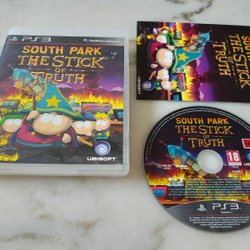 PS3
SOUTH PARK
THE STICK OF
TRUTH
UBISOFT
SOUTH PARK
THE STICK OF
TRUTH
SOUTH PARK
THE STICK OF
TRUTH
18
PS3